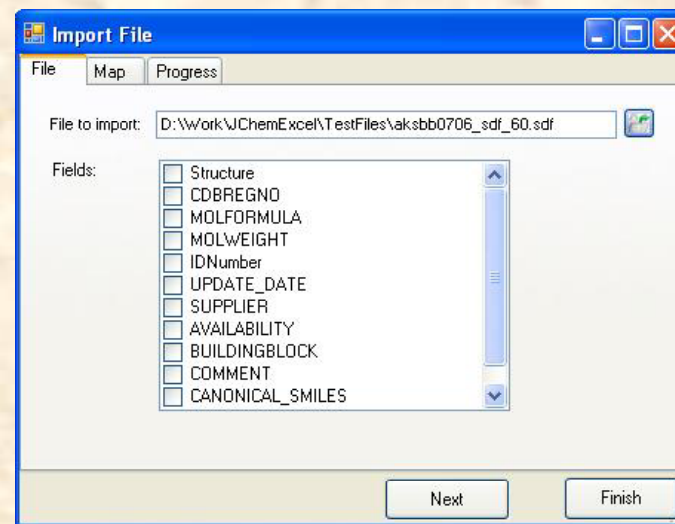 Import File
File Map Progress
File to import: D:\Work\JChemExcel\TestFiles\aksbb0706_sdf_60.sdf
Fields:
Structure
CDBREGNO
MOLFORMULA
MOLWEIGHT
IDNumber
UPDATE_DATE
SUPPLIER
AVAILABILITY
BUILDINGBLOCK
COMMENT
CANONICAL_SMILES
Next Finish